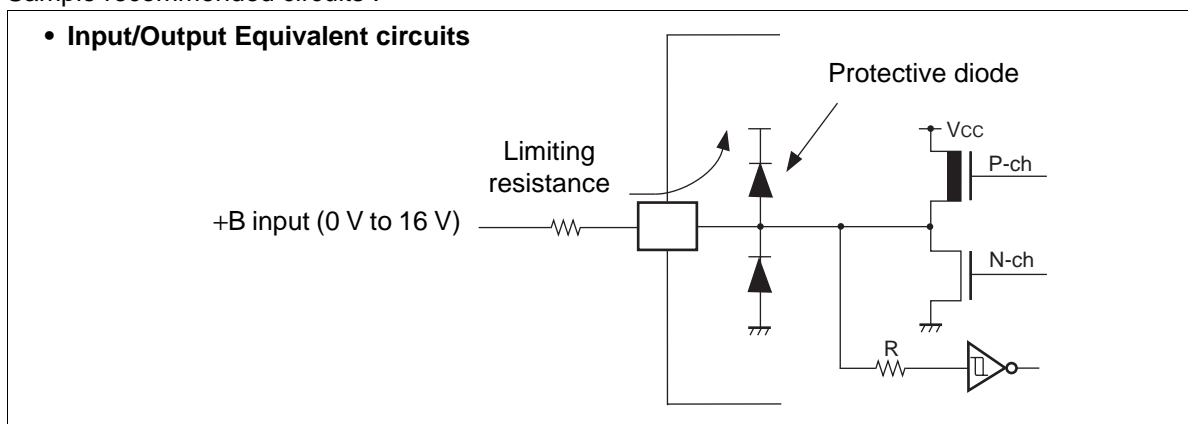 Sample recommended circuits :
• Input/Output Equivalent circuits
Protective diode
Limiting
resistance
+B input (0 V to 16 V)
VCC
P-ch
N-ch
R